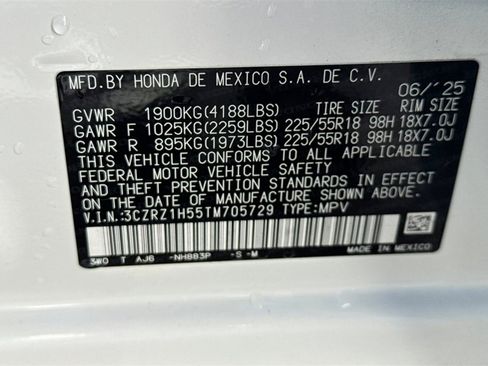 MFD.BY HONDA DE MEXICO S.A. DE C.V.
06/'25
GVWR 1900KG(4188LBS) TIRE SIZE RIM SIZE
GAWR F 1025KG(2259LBS) 225/55R18 98H 18X7.0J
GAWR R 895KG(1973LBS) 225/55R18 98H 18X7.0J
THIS VEHICLE CONFORMS TO ALL APPLICABLE
FEDERAL MOTOR VEHICLE SAFETY
AND THEFT PREVENTION STANDARDS IN EFFECT
ON THE DATE OF MANUFACTURE SHOWN ABOVE.
V.I.N.:3CZRZ1H55TM705729 TYPE:MPV
3W0 T AJ6 -NH883P -S -M MADE IN MEXICO